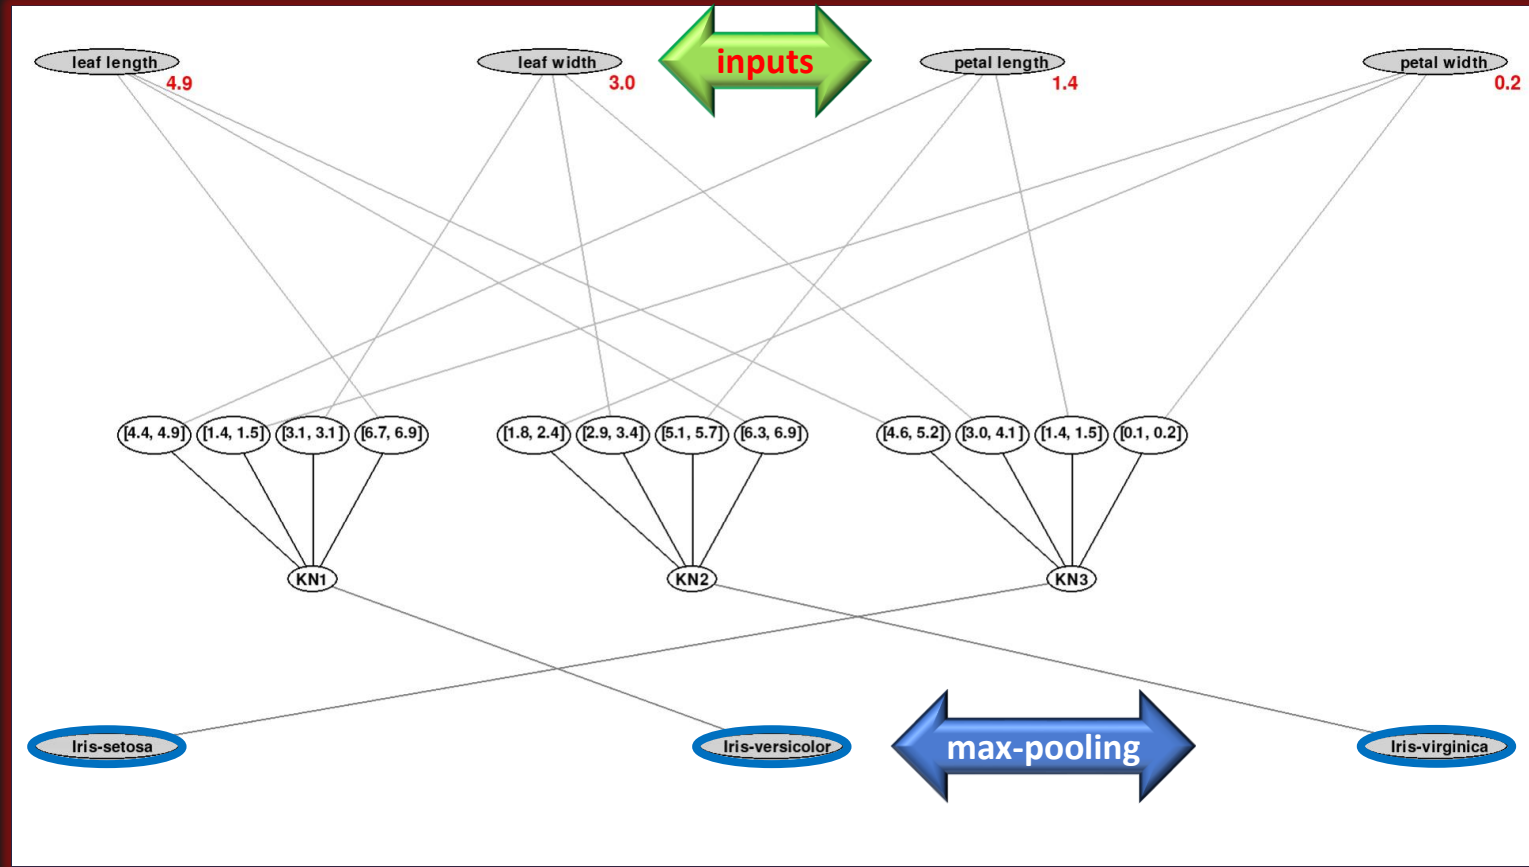 leaf length
leaf width
inputs
petal length
petal width
4.9
3.0
1.4
0.2
[4.4, 4.9]
[1.4, 1.5]
[3.1, 3.1]
[6.7, 6.9]
[1.8, 2.4]
[2.9, 3.4]
[5.1, 5.7]
[6.3, 6.9]
[4.6, 5.2]
[3.0, 4.1]
[1.4, 1.5]
[0.1, 0.2]
KN1
KN2
KN3
Iris-setosa
Iris-versicolor
max-pooling
Iris-virginica